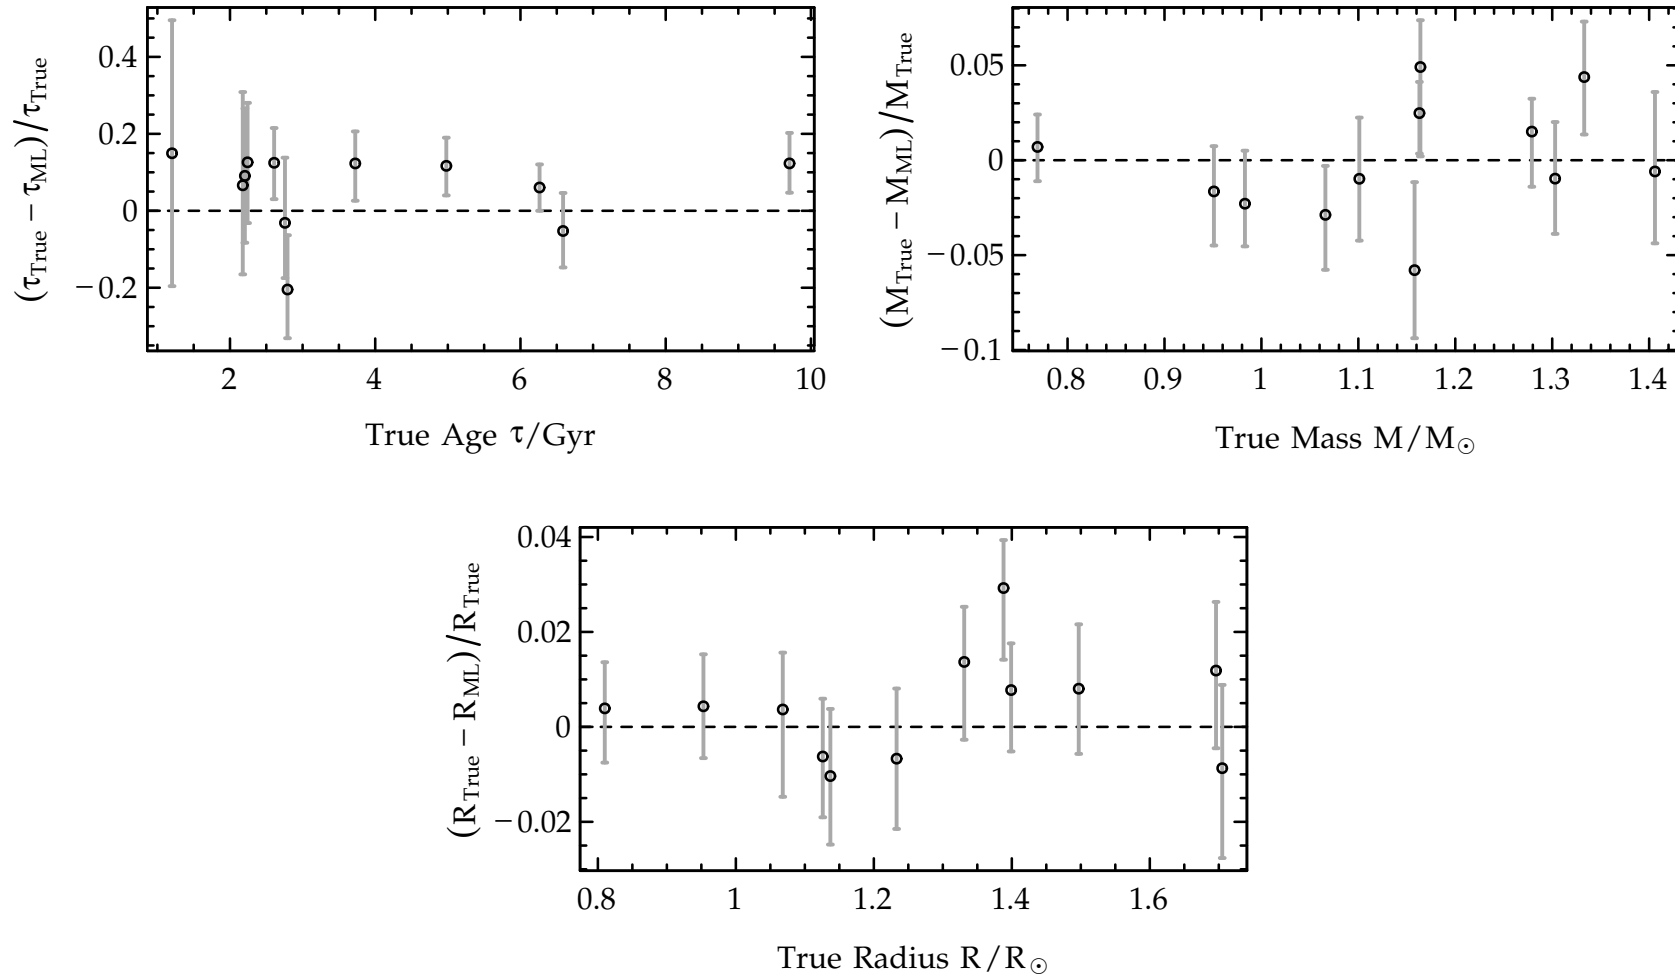 (τTrue − τML)/τTrue
0.4
0.2
0
−0.2
2 4 6 8 10
True Age τ/Gyr
(MTrue − MML)/MTrue
0.05
0
−0.05
−0.1
0.8 0.9 1 1.1 1.2 1.3 1.4
True Mass M/M⊙
(RTrue − RML)/RTrue
0.04
0.02
0
−0.02
0.8 1 1.2 1.4 1.6
True Radius R/R⊙